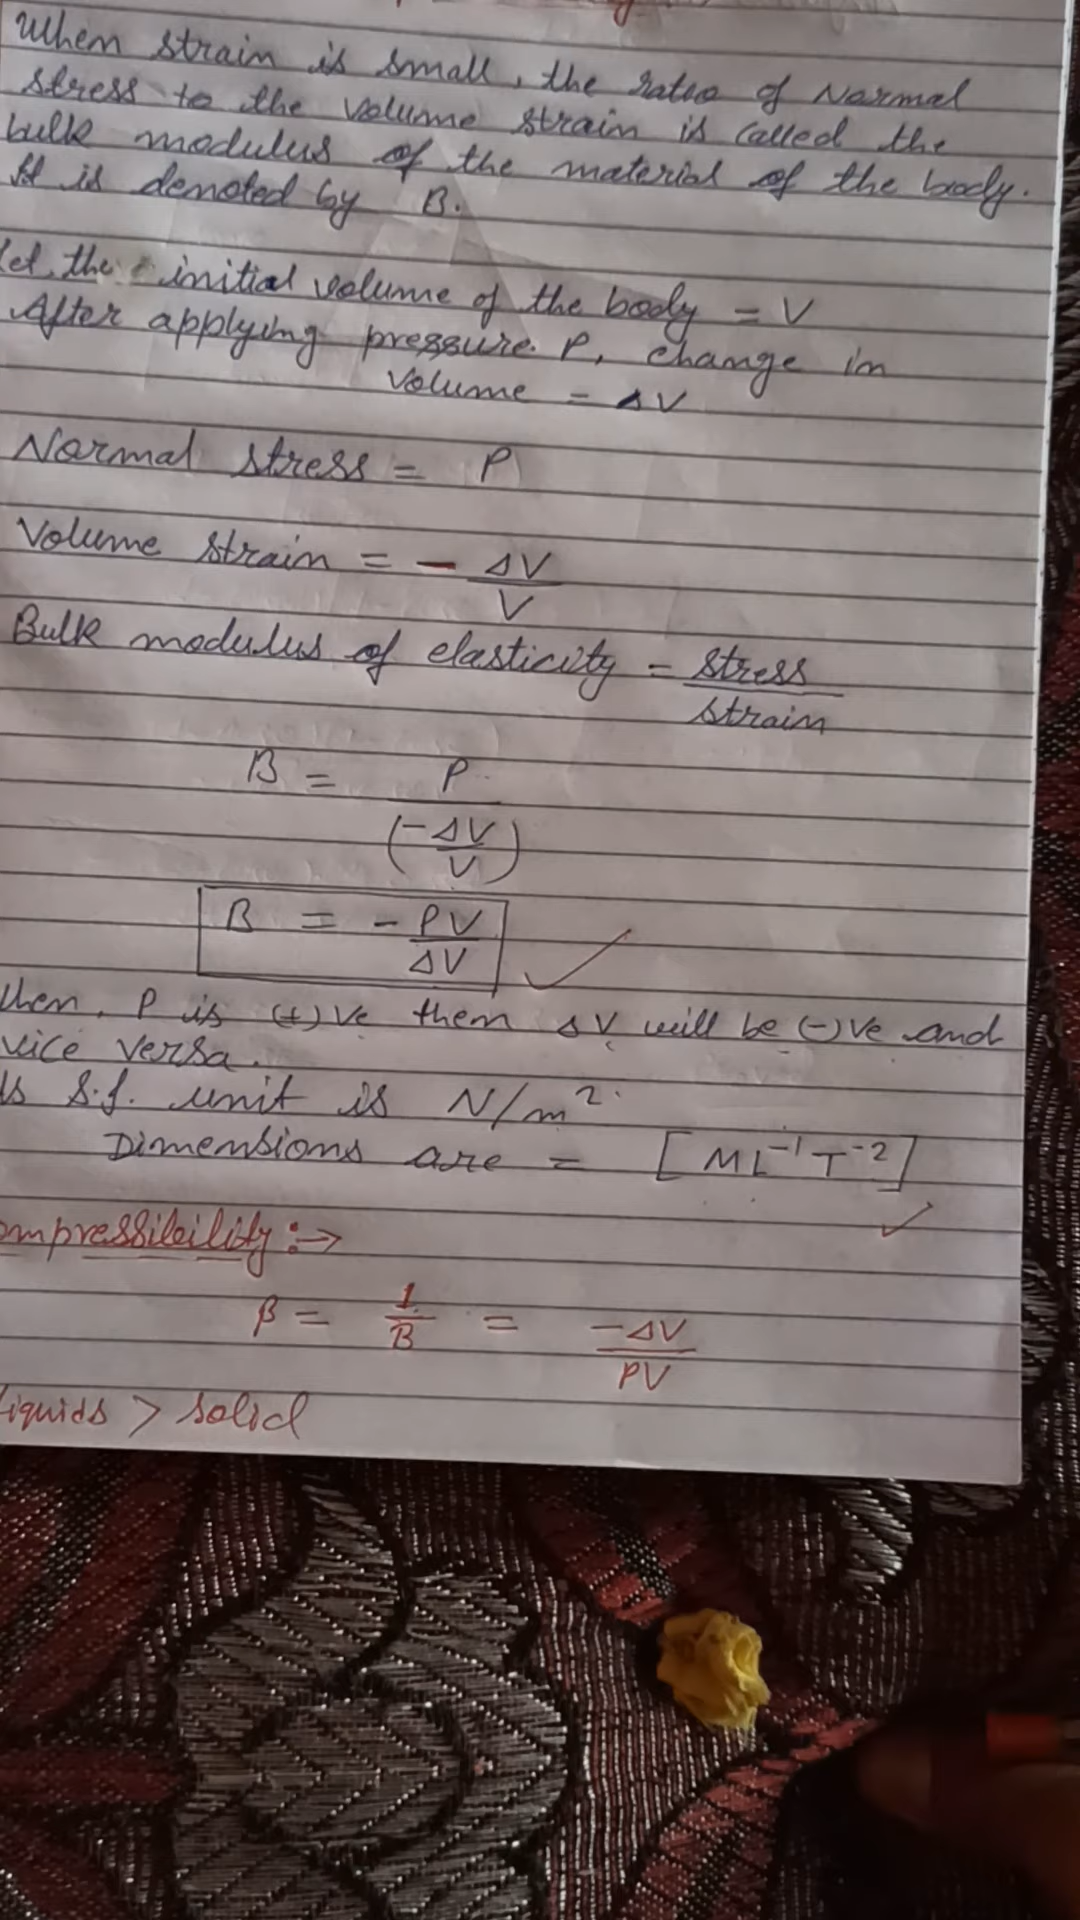 When strain is small, the ratio of Normal
stress to the volume strain is called the
bulk modulus of the material of the body.
It is denoted by B.
Let, the initial volume of the body = V
After applying pressure P, change in
Volume = ΔV
Normal stress = P
Volume strain = - ΔV/V
Bulk modulus of elasticity = stress/strain
B = P/(-ΔV/V)
B = - PV/ΔV
When, P is (+)ve then ΔV will be (-)ve and
vice versa.
Its S.I. unit is N/m².
Dimensions are = [ML⁻¹T⁻²]
ompressibility :→
β = 1/B = -ΔV/PV
Liquids > solid